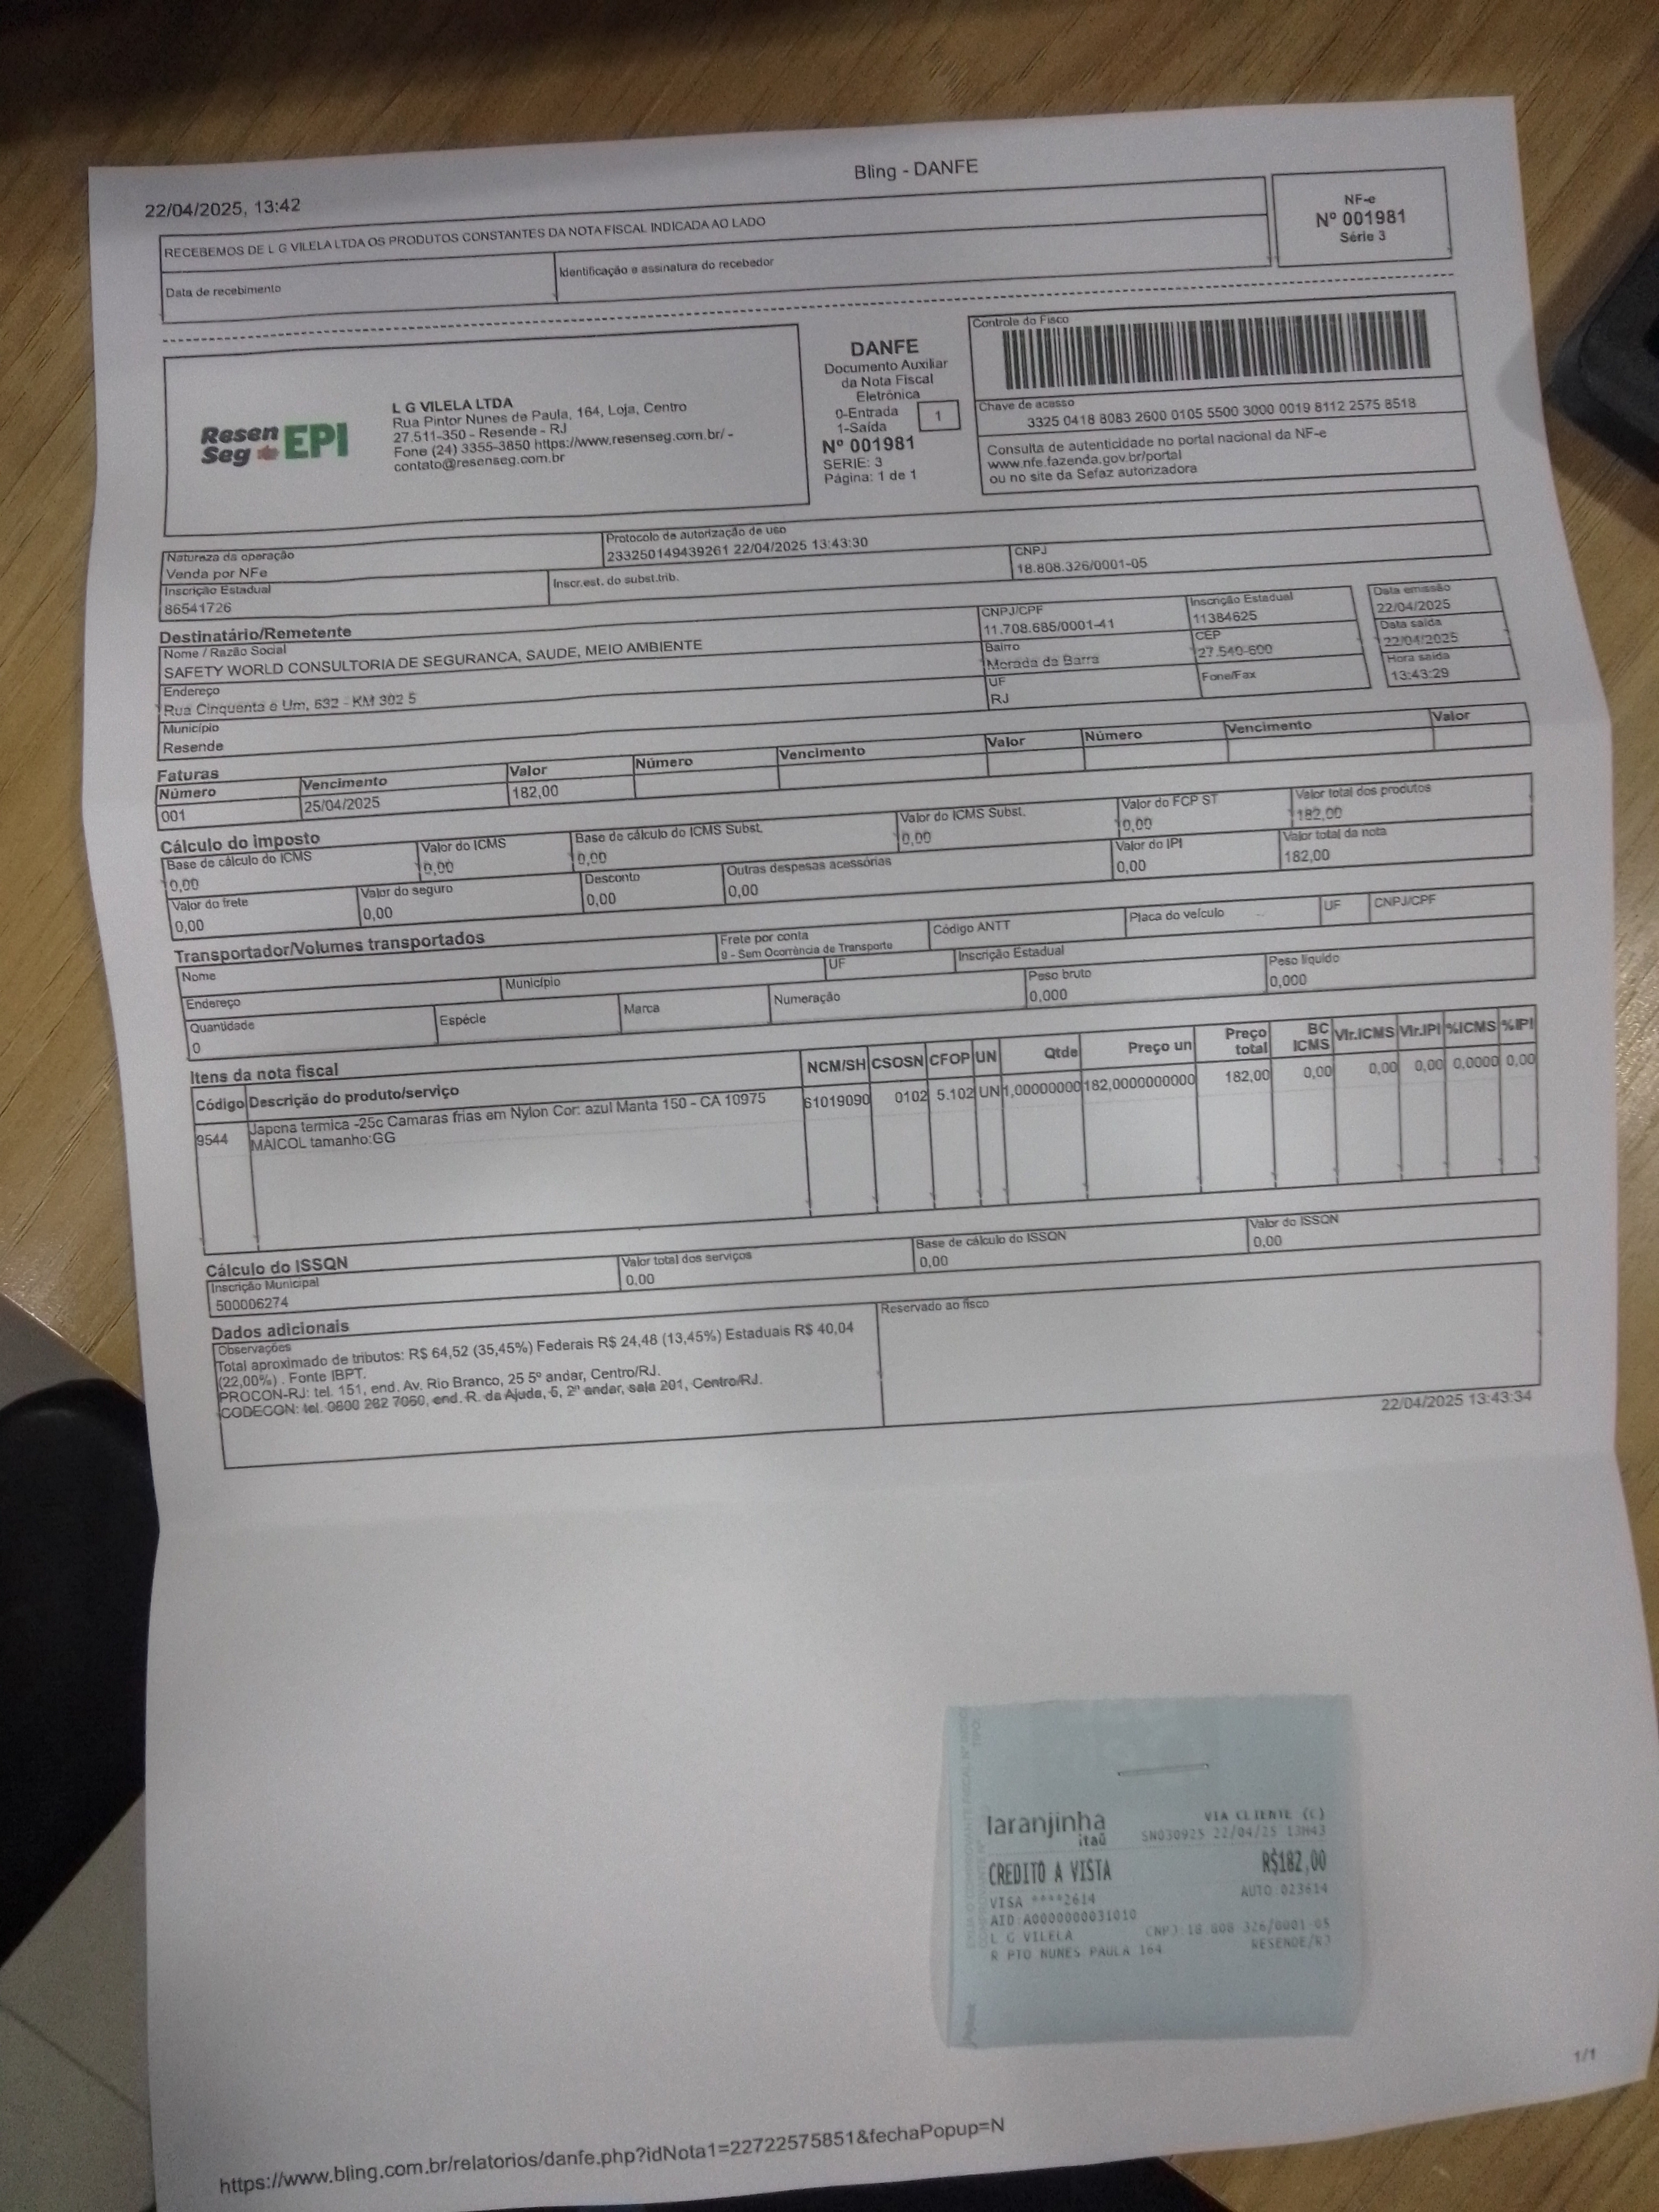 22/04/2025, 13:42
Bling - DANFE
RECEBEMOS DE L G VILELA LTDA OS PRODUTOS CONSTANTES DA NOTA FISCAL INDICADA AO LADO
Data de recebimento
Identificação e assinatura do recebedor
NF-e
Nº 001981
Série 3
Resen
Seg EPI
L G VILELA LTDA
Rua Pintor Nunes de Paula, 164, Loja, Centro
27.511-350 - Resende - RJ
Fone (24) 3355-3850 https://www.resenseg.com.br/ -
contato@resenseg.com.br
DANFE
Documento Auxiliar
da Nota Fiscal
Eletrônica
0-Entrada
1-Saída
1
Nº 001981
SERIE: 3
Página: 1 de 1
Controle do Fisco
Chave de acesso
3325 0418 8083 2600 0105 5500 3000 0019 8112 2575 8518
Consulta de autenticidade no portal nacional da NF-e
www.nfe.fazenda.gov.br/portal
ou no site da Sefaz autorizadora
Natureza da operação
Venda por NFe
Protocolo de autorização de uso
233250149439261 22/04/2025 13:43:30
Inscrição Estadual
86541726
Inscr.est. do subst.trib.
CNPJ
18.808.326/0001-05
Destinatário/Remetente
Nome / Razão Social
SAFETY WORLD CONSULTORIA DE SEGURANCA, SAUDE, MEIO AMBIENTE
CNPJ/CPF
11.708.685/0001-41
Inscrição Estadual
11384625
Data emissão
22/04/2025
Endereço
Rua Cinquenta e Um, 632 - KM 302 5
Bairro
Morada da Barra
CEP
27.540-600
Data saída
22/04/2025
Município
Resende
UF
RJ
Fone/Fax
Hora saída
13:43:29
Faturas
Número Vencimento Valor Número Vencimento Valor Número Vencimento Valor
001 25/04/2025 182,00
Cálculo do imposto
Base de cálculo do ICMS Valor do ICMS Base de cálculo do ICMS Subst. Valor do ICMS Subst. Valor do FCP ST Valor total dos produtos
0,00 0,00 0,00 0,00 0,00 182,00
Valor do frete Valor do seguro Desconto Outras despesas acessórias Valor do IPI Valor total da nota
0,00 0,00 0,00 0,00 0,00 182,00
Transportador/Volumes transportados
Nome
Frete por conta
9 - Sem Ocorrência de Transporte
Código ANTT
Placa do veículo
UF
CNPJ/CPF
Endereço
Município
UF
Inscrição Estadual
Quantidade
0
Espécie
Marca
Numeração
Peso bruto
0,000
Peso líquido
0,000
Itens da nota fiscal
Código Descrição do produto/serviço NCM/SH CSOSN CFOP UN Qtde Preço un Preço total BC ICMS Vlr.ICMS Vlr.IPI %ICMS %IPI
9544 Japona termica -25c Camaras frias em Nylon Cor: azul Manta 150 - CA 10975 61019090 0102 5.102 UN 1,00000000 182,0000000000 182,00 0,00 0,00 0,00 0,0000 0,00
MAICOL tamanho:GG
Cálculo do ISSQN
Inscrição Municipal Valor total dos serviços Base de cálculo do ISSQN Valor do ISSQN
500006274 0,00 0,00 0,00
Dados adicionais
Observações
Total aproximado de tributos: R$ 64,52 (35,45%) Federais R$ 24,48 (13,45%) Estaduais R$ 40,04
(22,00%) . Fonte IBPT.
PROCON-RJ: tel. 151, end. Av. Rio Branco, 25 5º andar, Centro/RJ.
CODECON: tel. 0800 282 7060, end. R. da Ajuda, 5, 2º andar, sala 201, Centro/RJ.
Reservado ao fisco
22/04/2025 13:43:34
laranjinha
itaú
VIA CLIENTE (C)
SN030925 22/04/25 13H43
CREDITO A VISTA R$182,00
VISA ****2614 AUTO:023614
AID:A0000000031010
L G VILELA CNPJ:18 808 326/0001-05
R PTO NUNES PAULA 164 RESENDE/RJ
1/1
https://www.bling.com.br/relatorios/danfe.php?idNota1=22722575851&fechaPopup=N